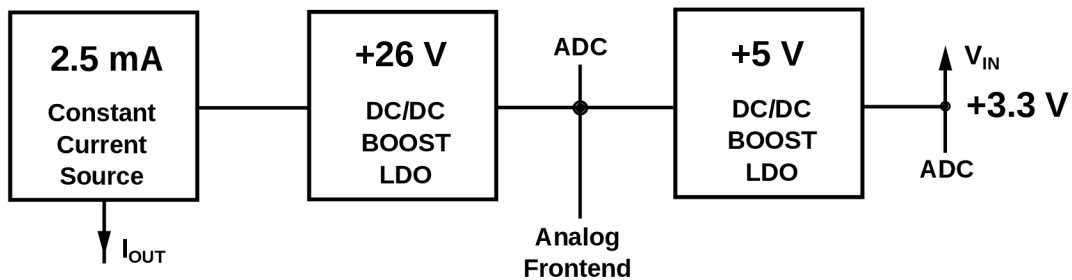 2.5 mA
Constant
Current
Source
I_OUT
+26 V
DC/DC
BOOST
LDO
ADC
Analog
Frontend
+5 V
DC/DC
BOOST
LDO
V_IN
+3.3 V
ADC